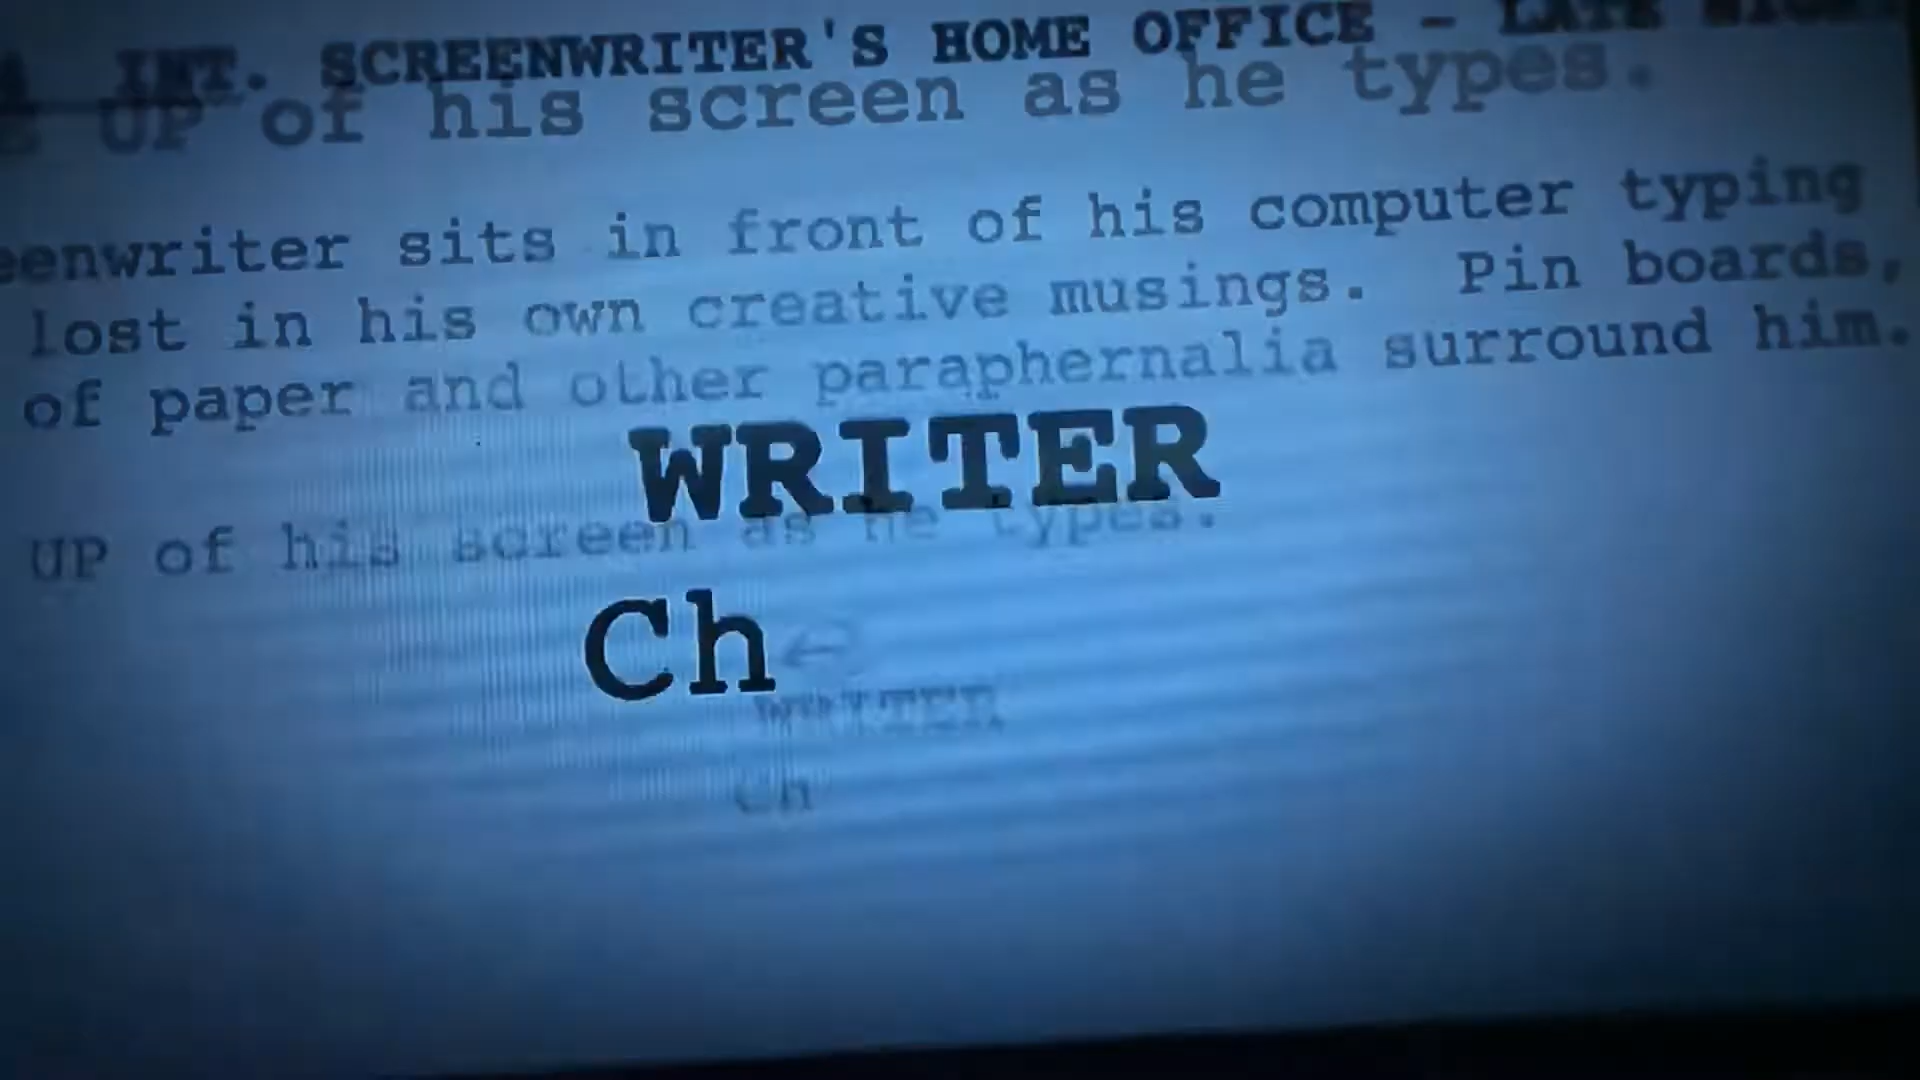 INT. SCREENWRITER'S HOME OFFICE - LATE
UP of his screen as he types.
sits in front of his computer typing
lost in his own creative musings. Pin boards,
of paper and other paraphernalia surround him.
WRITER
UP of his screen as he types.
Ch
WRITER
Ch